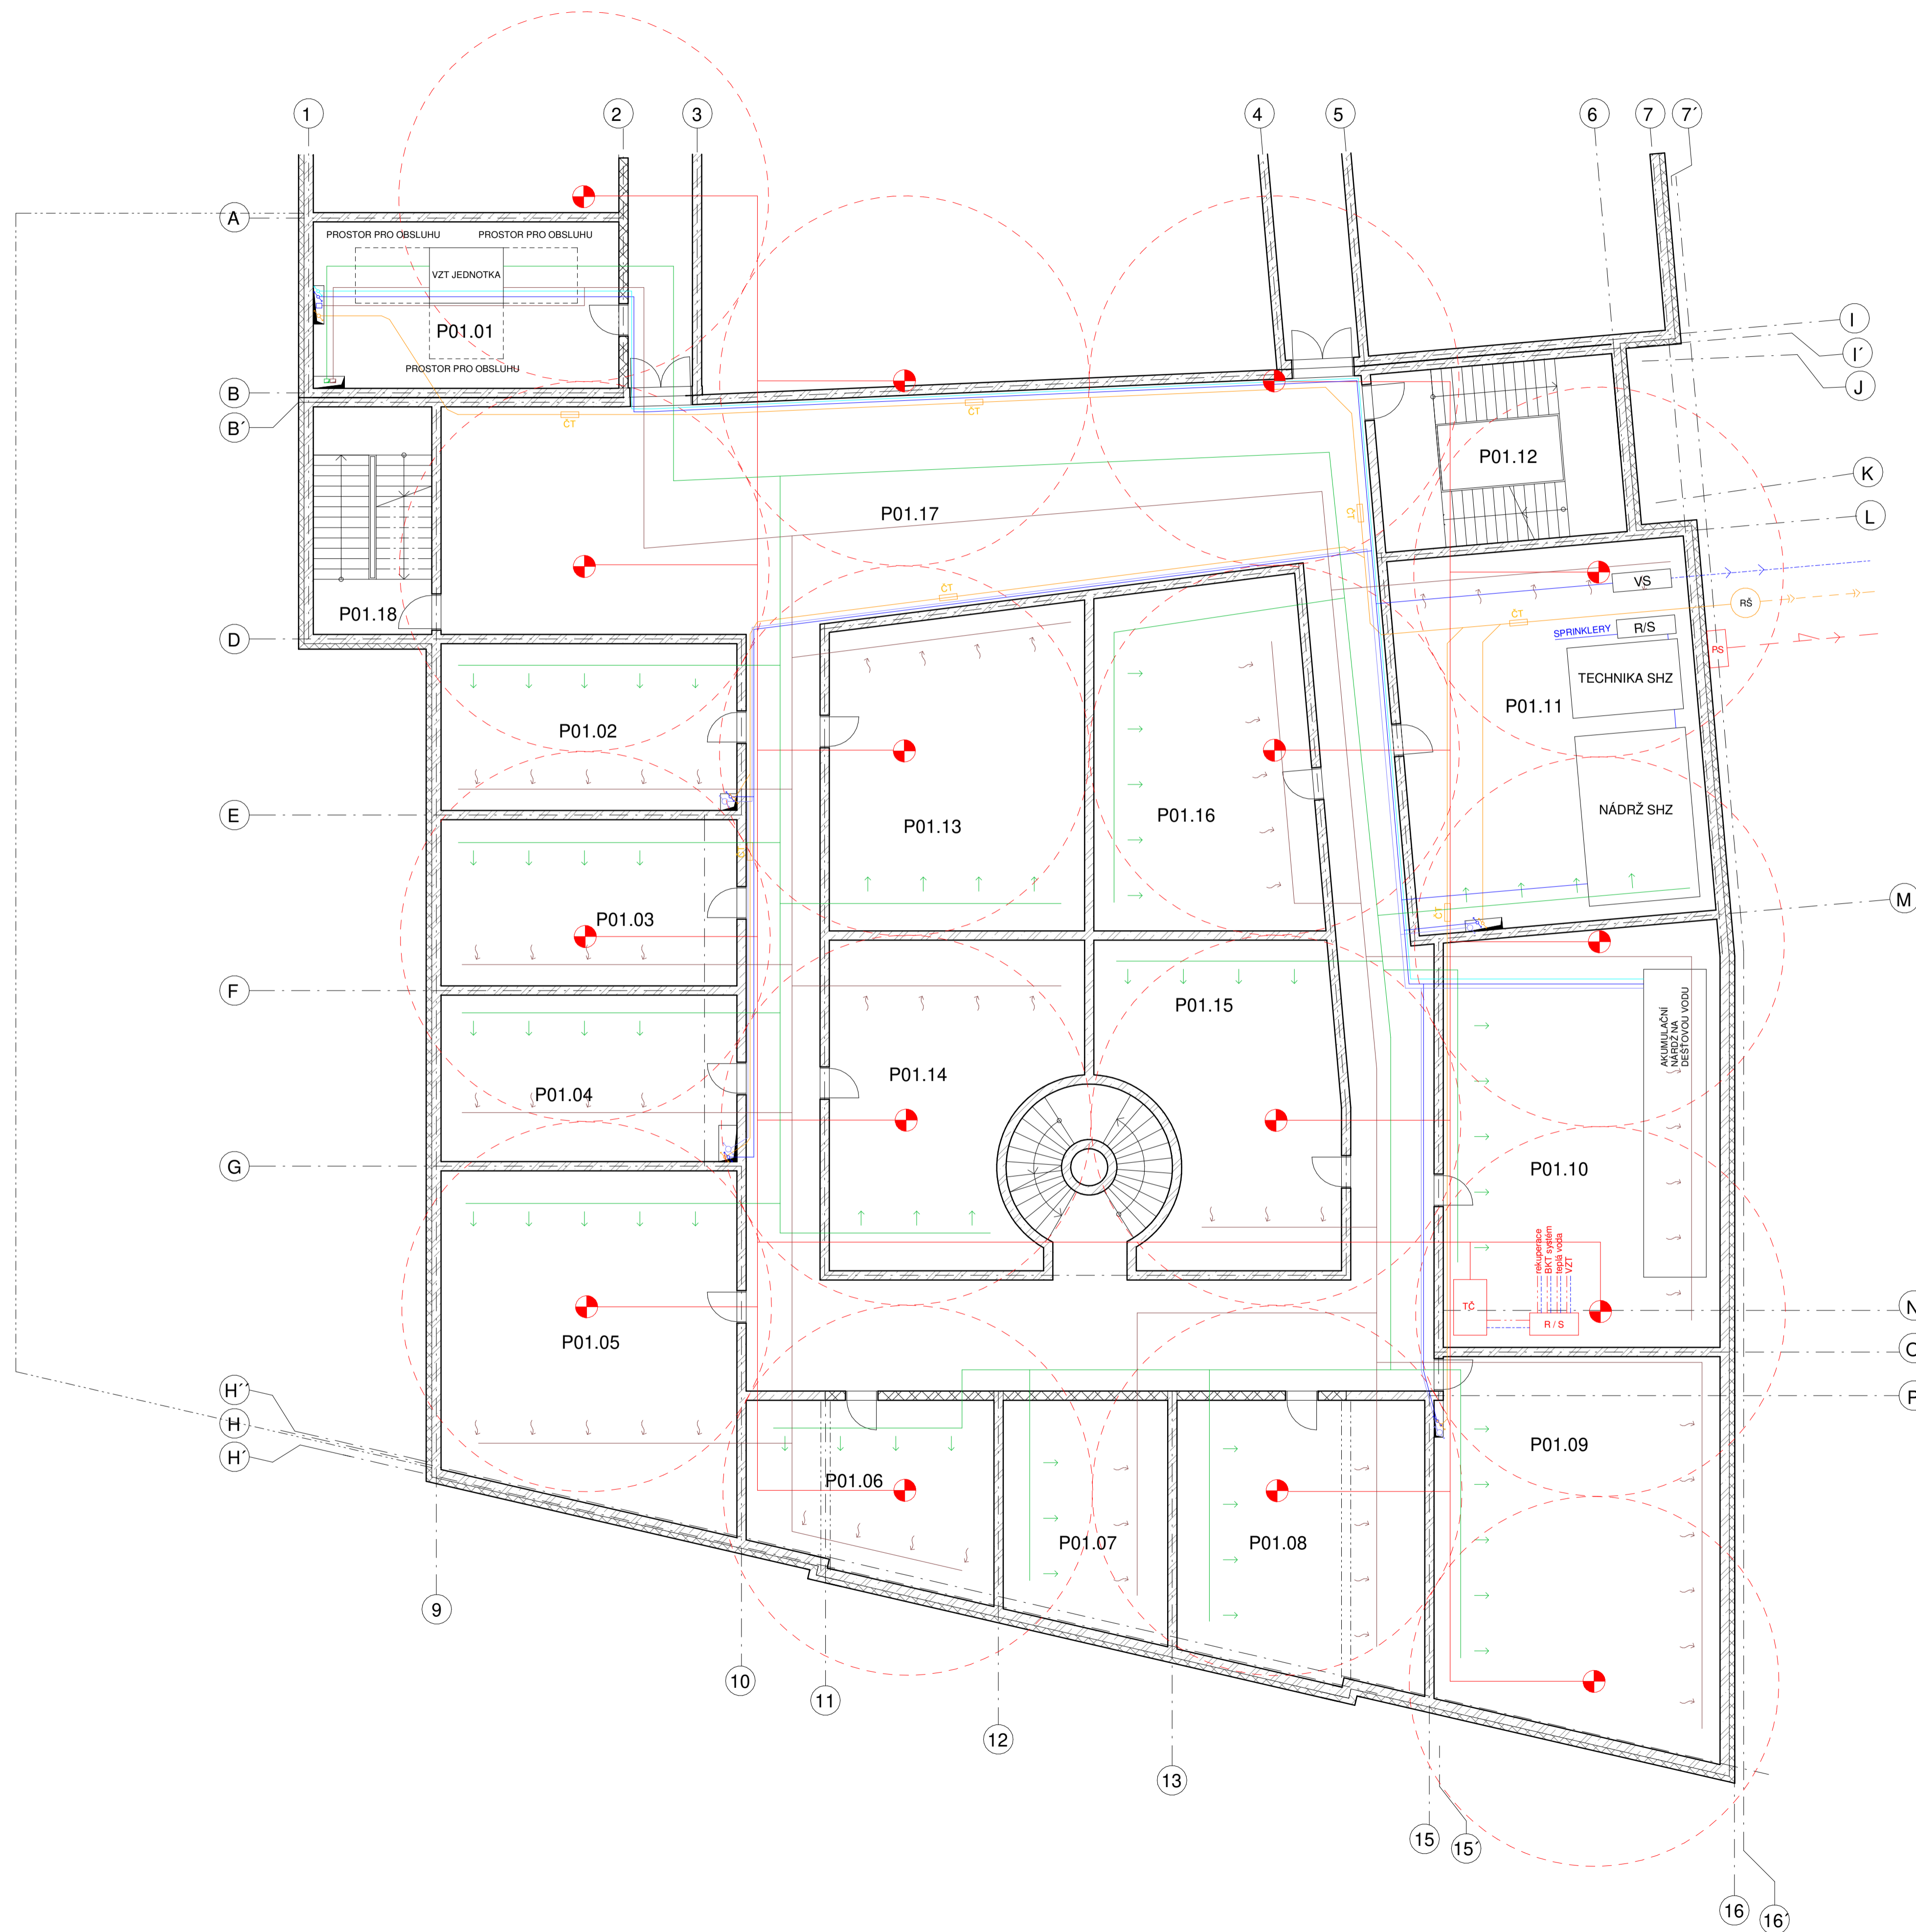 1
2
3
4
5
6
7
7´
A
PROSTOR PRO OBSLUHU
PROSTOR PRO OBSLUHU
VZT JEDNOTKA
P01.01
PROSTOR PRO OBSLUHU
I
I´
J
B
B´
ČT
ČT
P01.12
K
P01.17
ČT
L
VS
ČT
P01.18
ČT
RŠ
SPRINKLERY
R/S
D
PS
TECHNIKA SHZ
P01.11
P01.02
NÁDRŽ SHZ
E
P01.13
P01.16
ČT
P01.03
ČT
M
F
P01.15
AKUMULAČNÍ
NÁRDŽ NA
DEŠŤOVOU VODU
P01.14
P01.04
G
P01.10
rekuperace
BKT systém
teplá voda
VZT
TČ
R / S
N
P01.05
O
H´´
H
H´
P
P01.06
P01.09
P01.07
P01.08
9
10
11
12
13
15
15´
16
16´